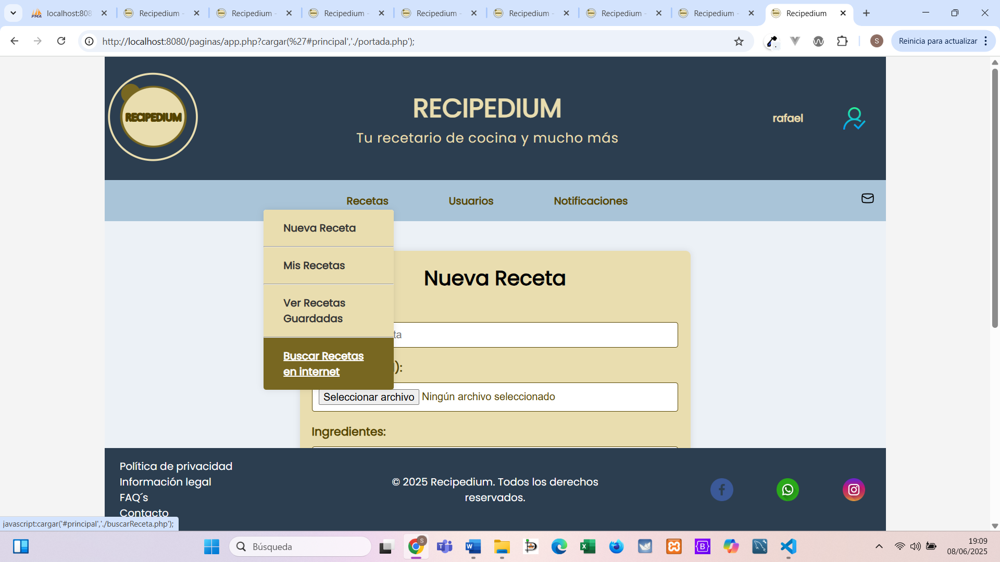 localhost:808
Recipedium -
Recipedium -
Recipedium -
Recipedium -
Recipedium -
Recipedium -
Recipedium -
Recipedium
http://localhost:8080/paginas/app.php?cargar(%27#principal','./portada.php');
S
Reinicia para actualizar
RECIPEDIUM
RECIPEDIUM
Tu recetario de cocina y mucho más
rafael
Recetas
Usuarios
Notificaciones
Nueva Receta
Mis Recetas
Ver Recetas
Guardadas
Buscar Recetas
en internet
Nueva Receta
ta
):
Seleccionar archivo
Ningún archivo seleccionado
Ingredientes:
Política de privacidad
Información legal
FAQ´s
Contacto
© 2025 Recipedium. Todos los derechos
reservados.
javascript:cargar('#principal','./buscarReceta.php');
Búsqueda
19:09
08/06/2025